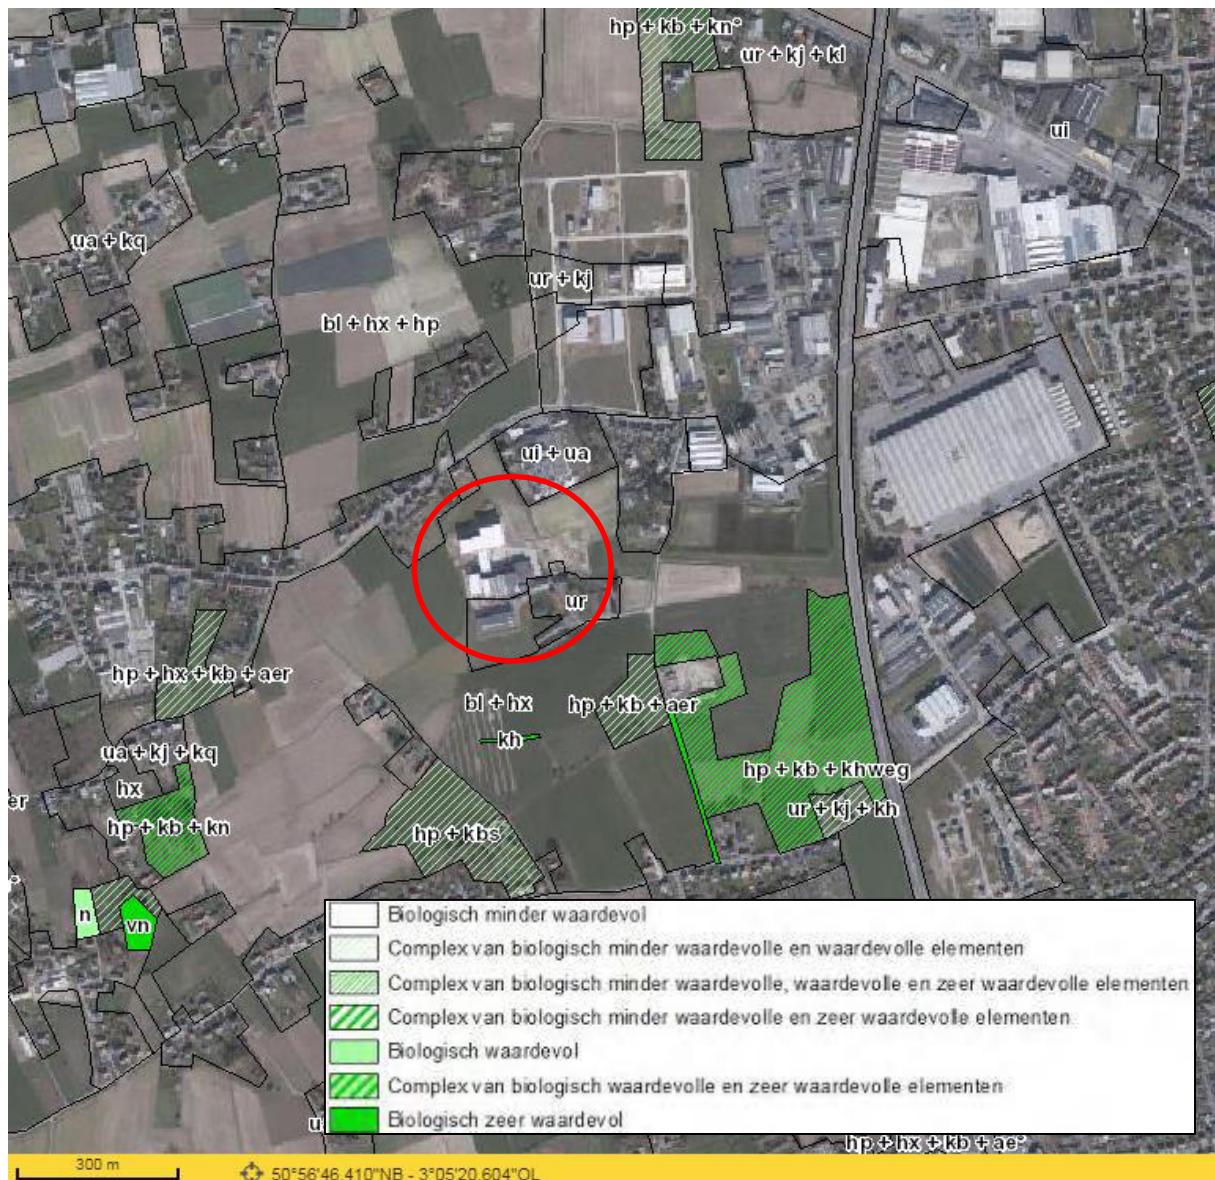 hp + kb + kn°
ur + kj + kl
ui
ua + kq
ur + kj
bl + hx + hp
ui + ua
ur
hp + hx + kb + aer
bl + hx
hp + kb + aer
kh
ua + kj + kq
hp + kb + khweg
hx
er
ur + kj + kh
hp + kb + kn
hp + kbs
n
vn
Biologisch minder waardevol
Complex van biologisch minder waardevolle en waardevolle elementen
Complex van biologisch minder waardevolle, waardevolle en zeer waardevolle elementen
Complex van biologisch minder waardevolle en zeer waardevolle elementen
Biologisch waardevol
Complex van biologisch waardevolle en zeer waardevolle elementen
Biologisch zeer waardevol
hp + hx + kb + ae°
300 m
50°56'46.410"NB - 3°05'20.604"OL